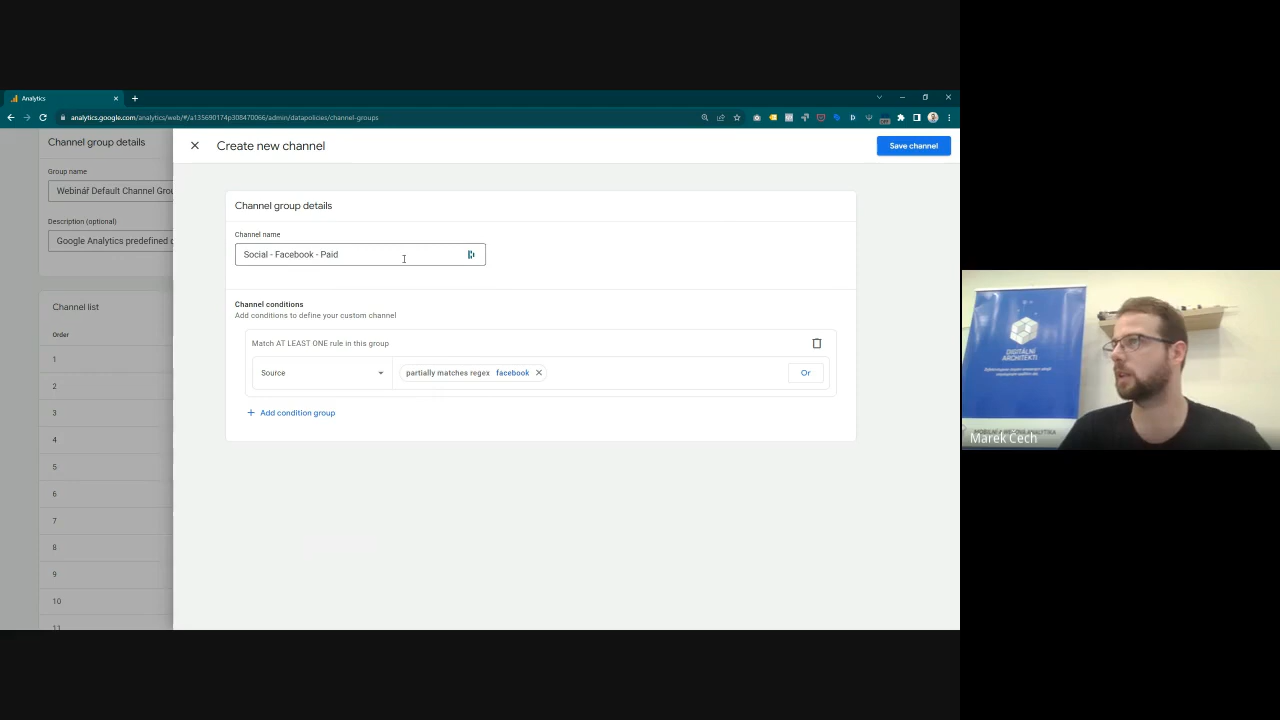 Analytics
analytics.google.com/analytics/web/#/a135690174p308470066/admin/datapolicies/channel-groups
Channel group details
Group name
Webinář Default Channel Grou
Description (optional)
Google Analytics predefined c
Channel list
Order
1
2
3
4
5
6
7
8
9
10
11
Create new channel
Save channel
Channel group details
Channel name
Social - Facebook - Paid
Channel conditions
Add conditions to define your custom channel
Match AT LEAST ONE rule in this group
Source
partially matches regex facebook
Or
+ Add condition group
DIGITÁLNÍ
ARCHITEKTI
Marek Čech